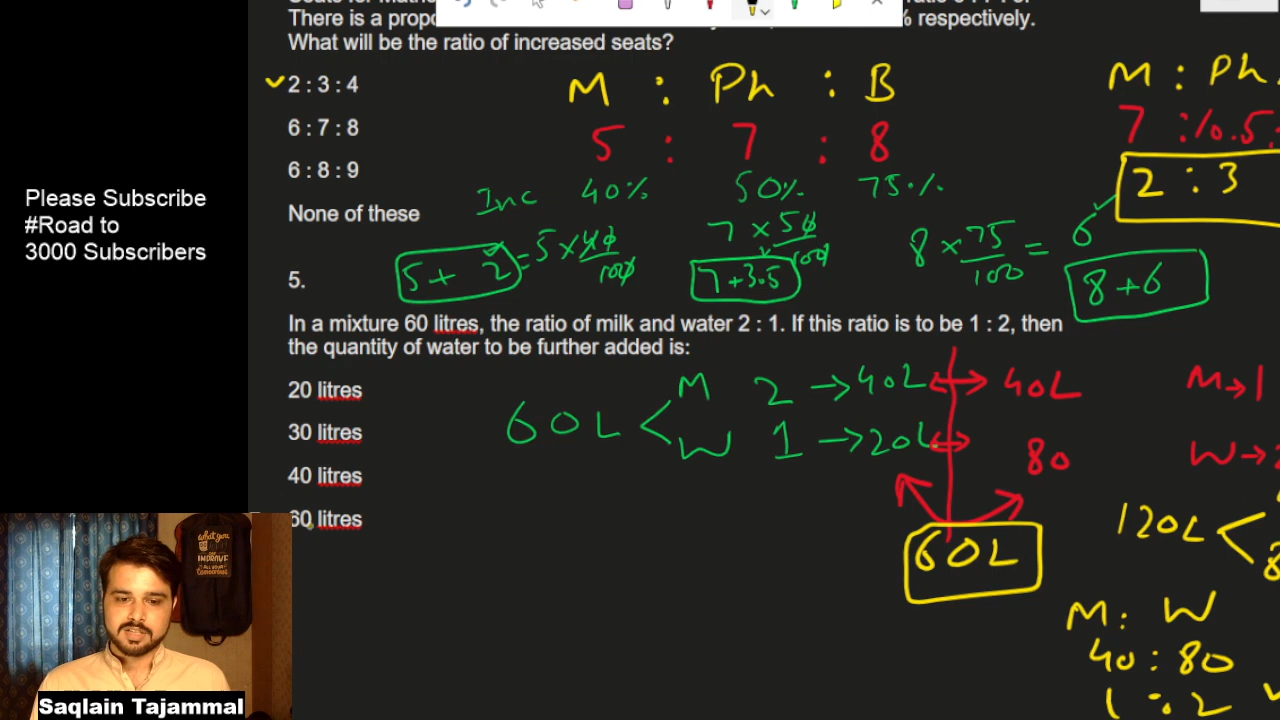 There is a propo % respectively.
What will be the ratio of increased seats?
2 : 3 : 4
6 : 7 : 8
6 : 8 : 9
None of these
M : Ph : B
5 : 7 : 8
Inc 40% 50% 75%
5 + 2 = 5 × 40/100
7 × 50/100
7 + 3.5
8 × 75/100 = 6
8 + 6
M : Ph
7 : 10.5 :
2 : 3
Please Subscribe
#Road to
3000 Subscribers
5.
In a mixture 60 litres, the ratio of milk and water 2 : 1. If this ratio is to be 1 : 2, then
the quantity of water to be further added is:
20 litres
30 litres
40 litres
60 litres
60L < M 2 → 40L ↔ 40L
W 1 → 20L ↔ 80
60L
M → 1
W →
120L <
M : W
40 : 80
1 : 2
what you
IMPROVE
Saqlain Tajammal